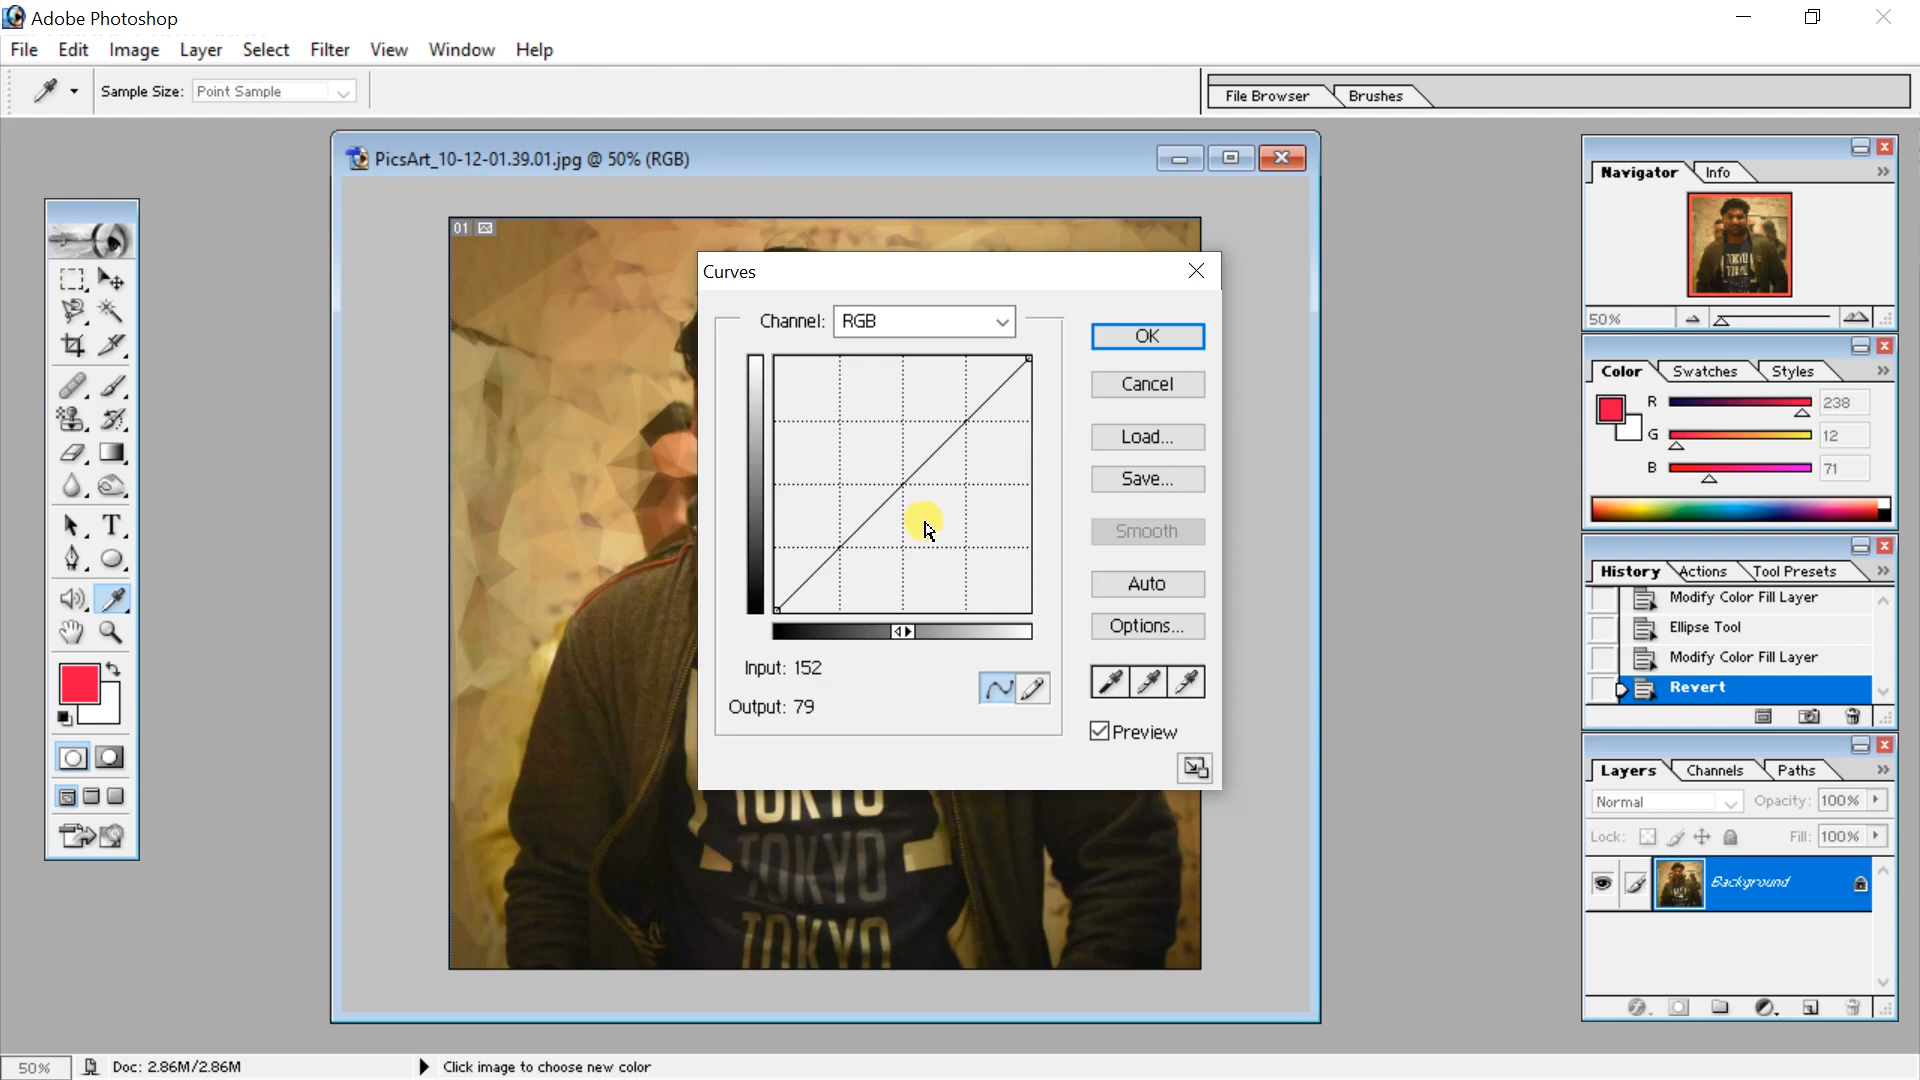 Adobe Photoshop
File Edit Image Layer Select Filter View Window Help
Sample Size: Point Sample
File Browser Brushes
PicsArt_10-12-01.39.01.jpg @ 50% (RGB)
01
Curves
Channel: RGB
OK
Cancel
Load...
Save...
Smooth
Auto
Options...
Input: 152
Output: 79
Preview
TOKYO
TOKYO
TOKYO
Navigator Info
TOKYO
TOKYO
50%
Color Swatches Styles
R 238
G 12
B 71
History Actions Tool Presets
Modify Color Fill Layer
Ellipse Tool
Modify Color Fill Layer
Revert
Layers Channels Paths
Normal Opacity: 100%
Lock: Fill: 100%
Background
50% Doc: 2.86M/2.86M Click image to choose new color